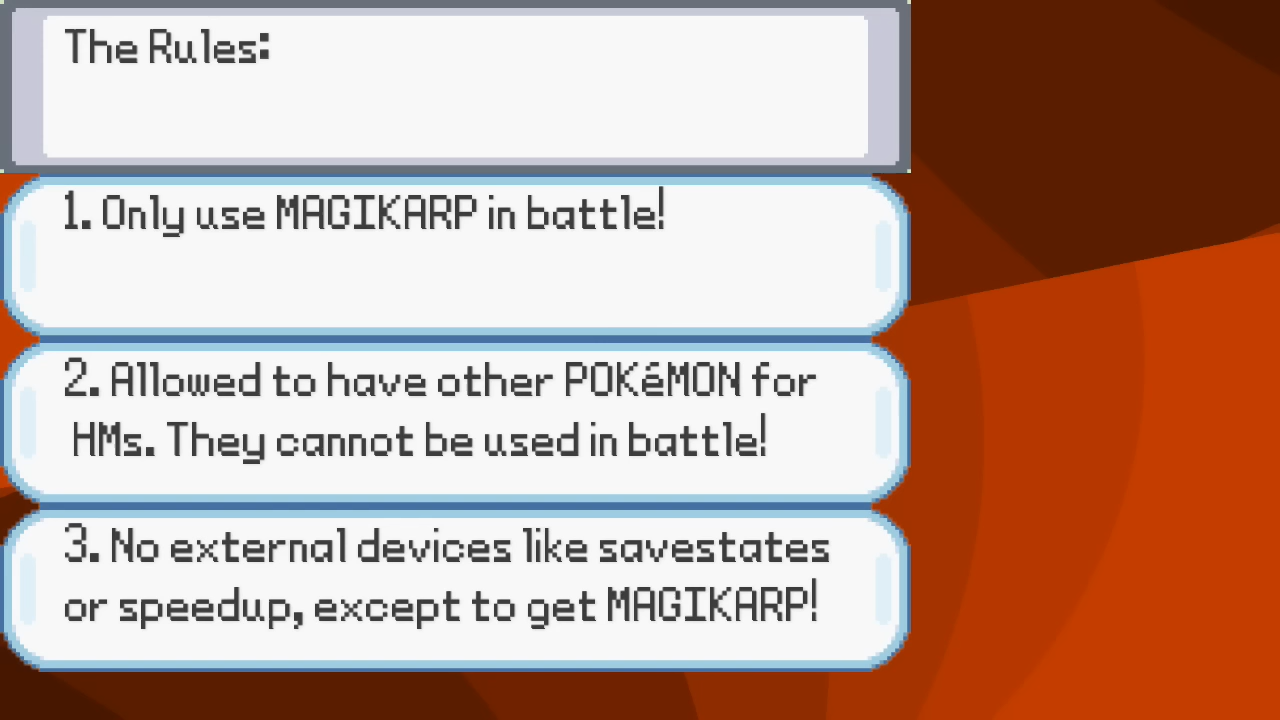 The Rules:
1. Only use MAGIKARP in battle!
2. Allowed to have other POKéMON for
HMs. They cannot be used in battle!
3. No external devices like savestates
or speedup, except to get MAGIKARP!